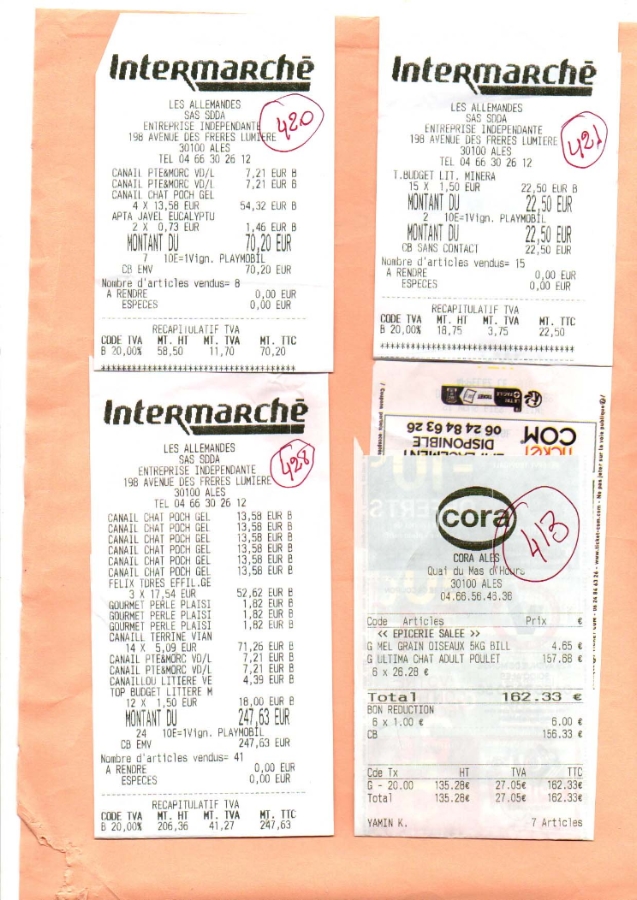 Intermarchē
LES ALLEMANDES
SAS SDDA
ENTREPRISE INDEPENDANTE
198 AVENUE DES FRERES LUMIERE
30100 ALES
TEL 04 66 30 26 12
420
CANAIL PTE&MORC VD/L 7,21 EUR B
CANAIL PTE&MORC VD/L 7,21 EUR B
CANAIL CHAT POCH GEL
4 X 13,58 EUR 54,32 EUR B
APTA JAVEL EUCALYPTU
2 X 0,73 EUR 1,46 EUR B
MONTANT DU 70,20 EUR
7 10E=1Vign. PLAYMOBIL
CB EMV 70,20 EUR
Nombre d'articles vendus= 8
A RENDRE 0,00 EUR
ESPECES 0,00 EUR
RECAPITULATIF TVA
CODE TVA MT. HT MT. TVA MT. TTC
B 20,00% 58,50 11,70 70,20
Intermarchē
LES ALLEMANDES
SAS SDDA
ENTREPRISE INDEPENDANTE
198 AVENUE DES FRERES LUMIERE
30100 ALES
TEL 04 66 30 26 12
421
T.BUDGET LIT. MINERA
15 X 1,50 EUR 22,50 EUR B
MONTANT DU 22,50 EUR
2 10E=1Vign. PLAYMOBIL
MONTANT DU 22,50 EUR
CB SANS CONTACT 22,50 EUR
Nombre d'articles vendus= 15
A RENDRE 0,00 EUR
ESPECES 0,00 EUR
RECAPITULATIF TVA
CODE TVA MT. HT MT. TVA MT. TTC
B 20,00% 18,75 3,75 22,50
Intermarchē
LES ALLEMANDES
SAS SDDA
ENTREPRISE INDEPENDANTE
198 AVENUE DES FRERES LUMIERE
30100 ALES
TEL 04 66 30 26 12
428
CANAIL CHAT POCH GEL 13,58 EUR B
CANAIL CHAT POCH GEL 13,58 EUR B
CANAIL CHAT POCH GEL 13,58 EUR B
CANAIL CHAT POCH GEL 13,58 EUR B
CANAIL CHAT POCH GEL 13,58 EUR B
CANAIL CHAT POCH GEL 13,58 EUR B
FELIX TURES EFFIL.GE
3 X 17,54 EUR 52,62 EUR B
GOURMET PERLE PLAISI 1,82 EUR B
GOURMET PERLE PLAISI 1,82 EUR B
GOURMET PERLE PLAISI 1,82 EUR B
CANAILL TERRINE VIAN
14 X 5,09 EUR 71,26 EUR B
CANAIL PTE&MORC VD/L 7,21 EUR B
CANAIL PTE&MORC VD/L 7,21 EUR B
CANAILLOU LITIERE VE 4,39 EUR B
TOP BUDGET LITTERE M
12 X 1,50 EUR 18,00 EUR B
MONTANT DU 247,63 EUR
24 10E=1Vign. PLAYMOBIL
CB EMV 247,63 EUR
Nombre d'articles vendus= 41
A RENDRE 0,00 EUR
ESPECES 0,00 EUR
RECAPITULATIF TVA
CODE TVA MT. HT MT. TVA MT. TTC
B 20,00% 206,36 41,27 247,63
TICKET COM
EMPLACEMENT
DISPONIBLE
06 24 84 63 26
cora
413
CORA ALES
Quai du Mas d'Hours
30100 ALES
04.66.56.46.36
Code Articles Prix €
<< EPICERIE SALEE >>
G MEL GRAIN OISEAUX 5KG BILL 4.65 €
G ULTIMA CHAT ADULT POULET 157.68 €
6 x 26.28 €
Total 162.33 €
BON REDUCTION
6 x 1.00 € 6.00 €
CB 156.33 €
Cde Tx HT TVA TTC
G - 20.00 135.28€ 27.05€ 162.33€
Total 135.28€ 27.05€ 162.33€
YAMIN K. 7 Articles